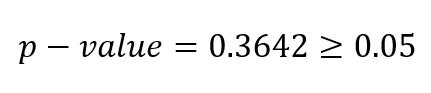 p − value = 0.3642 ≥ 0.05